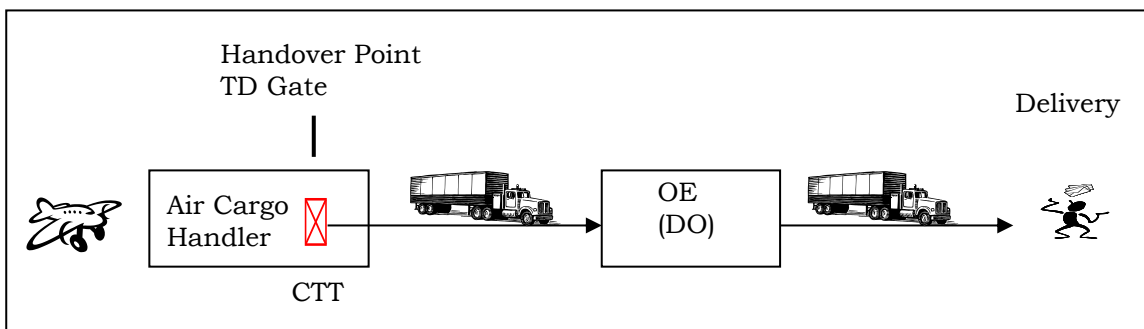 Handover Point
TD Gate
Delivery
Air Cargo
Handler
OE
(DO)
CTT